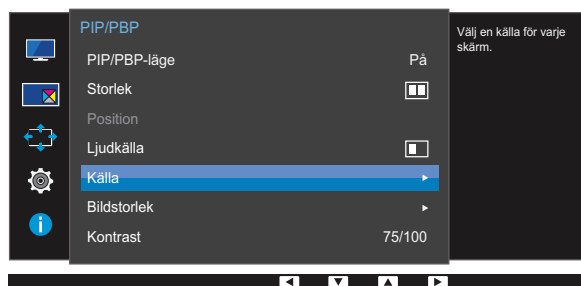 PIP/PBP
PIP/PBP-läge På
Storlek
Position
Ljudkälla
Källa
Bildstorlek
Kontrast 75/100
Välj en källa för varje
skärm.